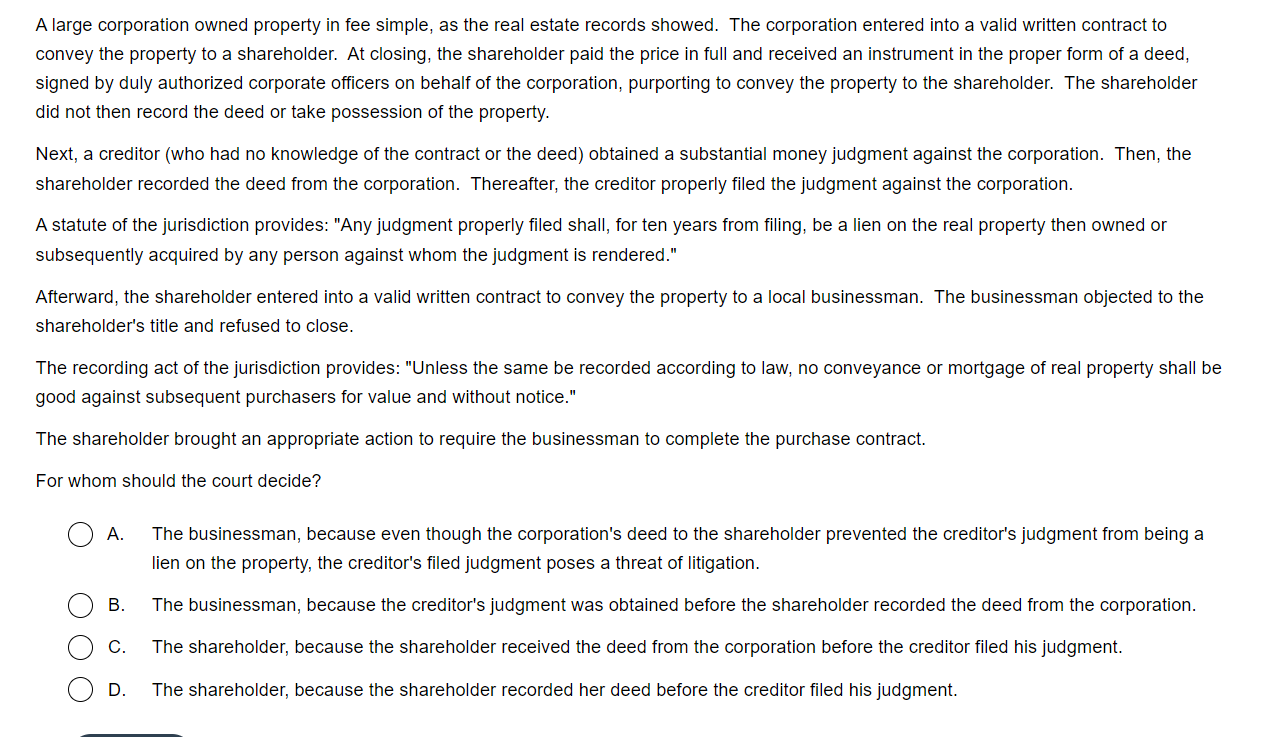 A large corporation owned property in fee simple, as the real estate records showed.  The corporation entered into a valid written contract to
convey the property to a shareholder.  At closing, the shareholder paid the price in full and received an instrument in the proper form of a deed,
signed by duly authorized corporate officers on behalf of the corporation, purporting to convey the property to the shareholder.  The shareholder
did not then record the deed or take possession of the property.
Next, a creditor (who had no knowledge of the contract or the deed) obtained a substantial money judgment against the corporation.  Then, the
shareholder recorded the deed from the corporation.  Thereafter, the creditor properly filed the judgment against the corporation.
A statute of the jurisdiction provides: "Any judgment properly filed shall, for ten years from filing, be a lien on the real property then owned or
subsequently acquired by any person against whom the judgment is rendered."
Afterward, the shareholder entered into a valid written contract to convey the property to a local businessman.  The businessman objected to the
shareholder's title and refused to close.
The recording act of the jurisdiction provides: "Unless the same be recorded according to law, no conveyance or mortgage of real property shall be
good against subsequent purchasers for value and without notice."
The shareholder brought an appropriate action to require the businessman to complete the purchase contract.
For whom should the court decide?
A. The businessman, because even though the corporation's deed to the shareholder prevented the creditor's judgment from being a
lien on the property, the creditor's filed judgment poses a threat of litigation.
B. The businessman, because the creditor's judgment was obtained before the shareholder recorded the deed from the corporation.
C. The shareholder, because the shareholder received the deed from the corporation before the creditor filed his judgment.
D. The shareholder, because the shareholder recorded her deed before the creditor filed his judgment.